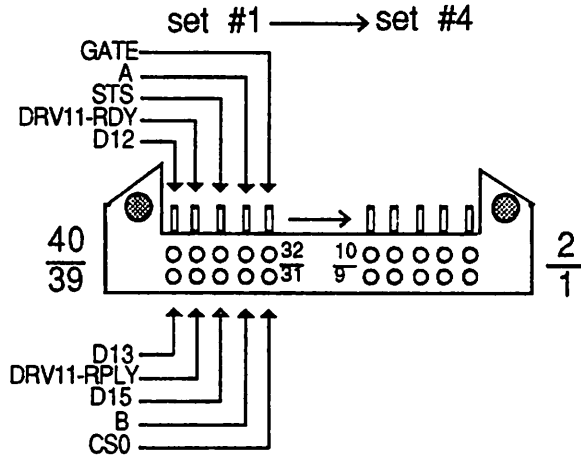 set #1 set #4
GATE
A
STS
DRV11-RDY
D12
40
39
32
31
10
9
2
1
D13
DRV11-RPLY
D15
B
CS0